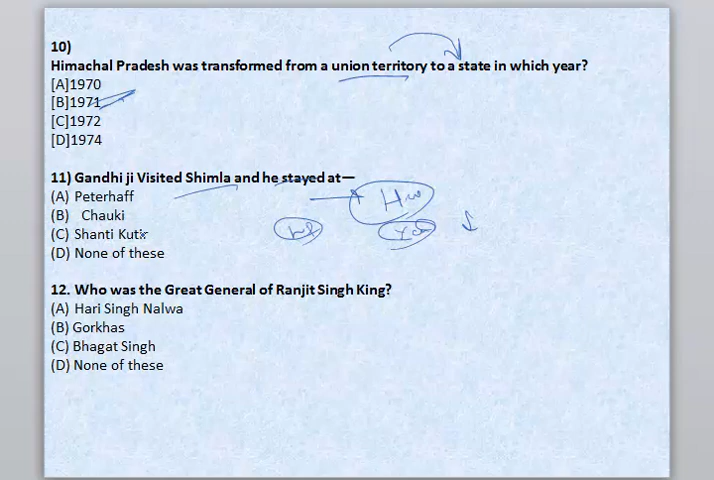 10)
Himachal Pradesh was transformed from a union territory to a state in which year?
[A]1970
[B]1971
[C]1972
[D]1974
11) Gandhi ji Visited Shimla and he stayed at—
(A) Peterhaff
(B) Chauki
(C) Shanti Kuti
(D) None of these
12. Who was the Great General of Ranjit Singh King?
(A) Hari Singh Nalwa
(B) Gorkhas
(C) Bhagat Singh
(D) None of these